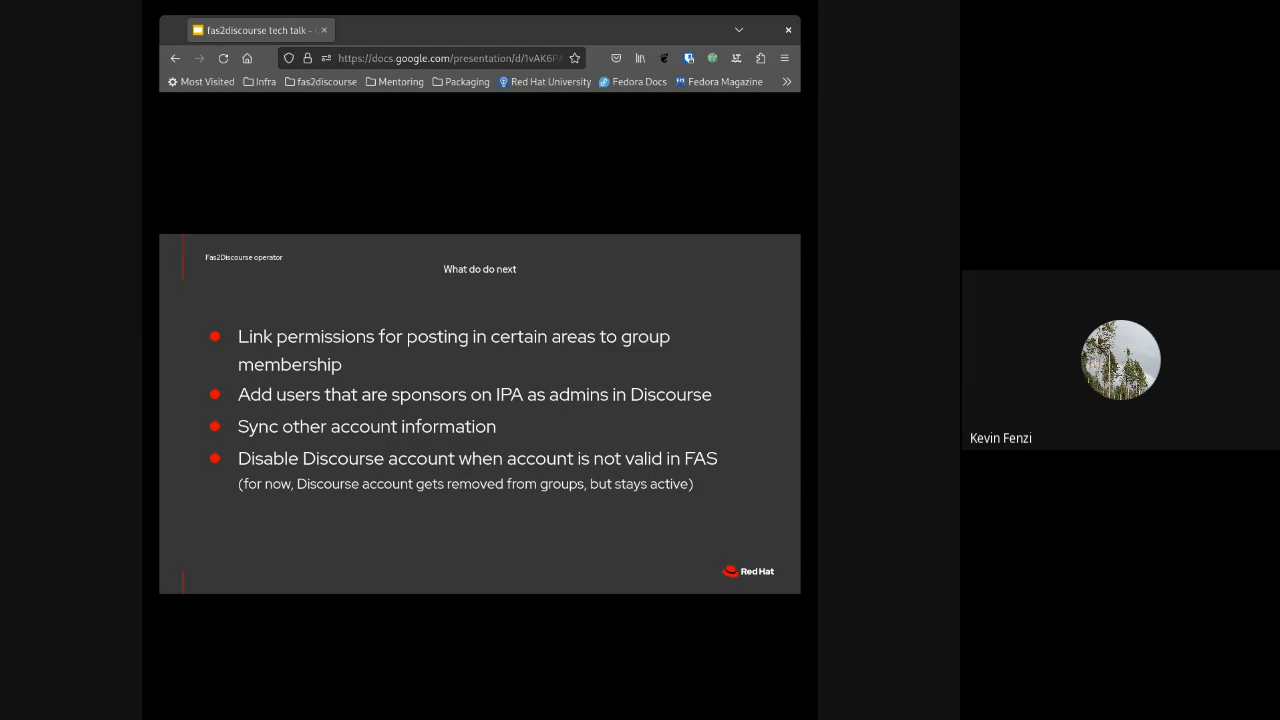 fas2discourse tech talk -
https://docs.google.com/presentation/d/1vAK6P
Most Visited Infra fas2discourse Mentoring Packaging Red Hat University Fedora Docs Fedora Magazine
Fas2Discourse operator
What do do next
Link permissions for posting in certain areas to group
membership
Add users that are sponsors on IPA as admins in Discourse
Sync other account information
Disable Discourse account when account is not valid in FAS
(for now, Discourse account gets removed from groups, but stays active)
Red Hat
Kevin Fenzi